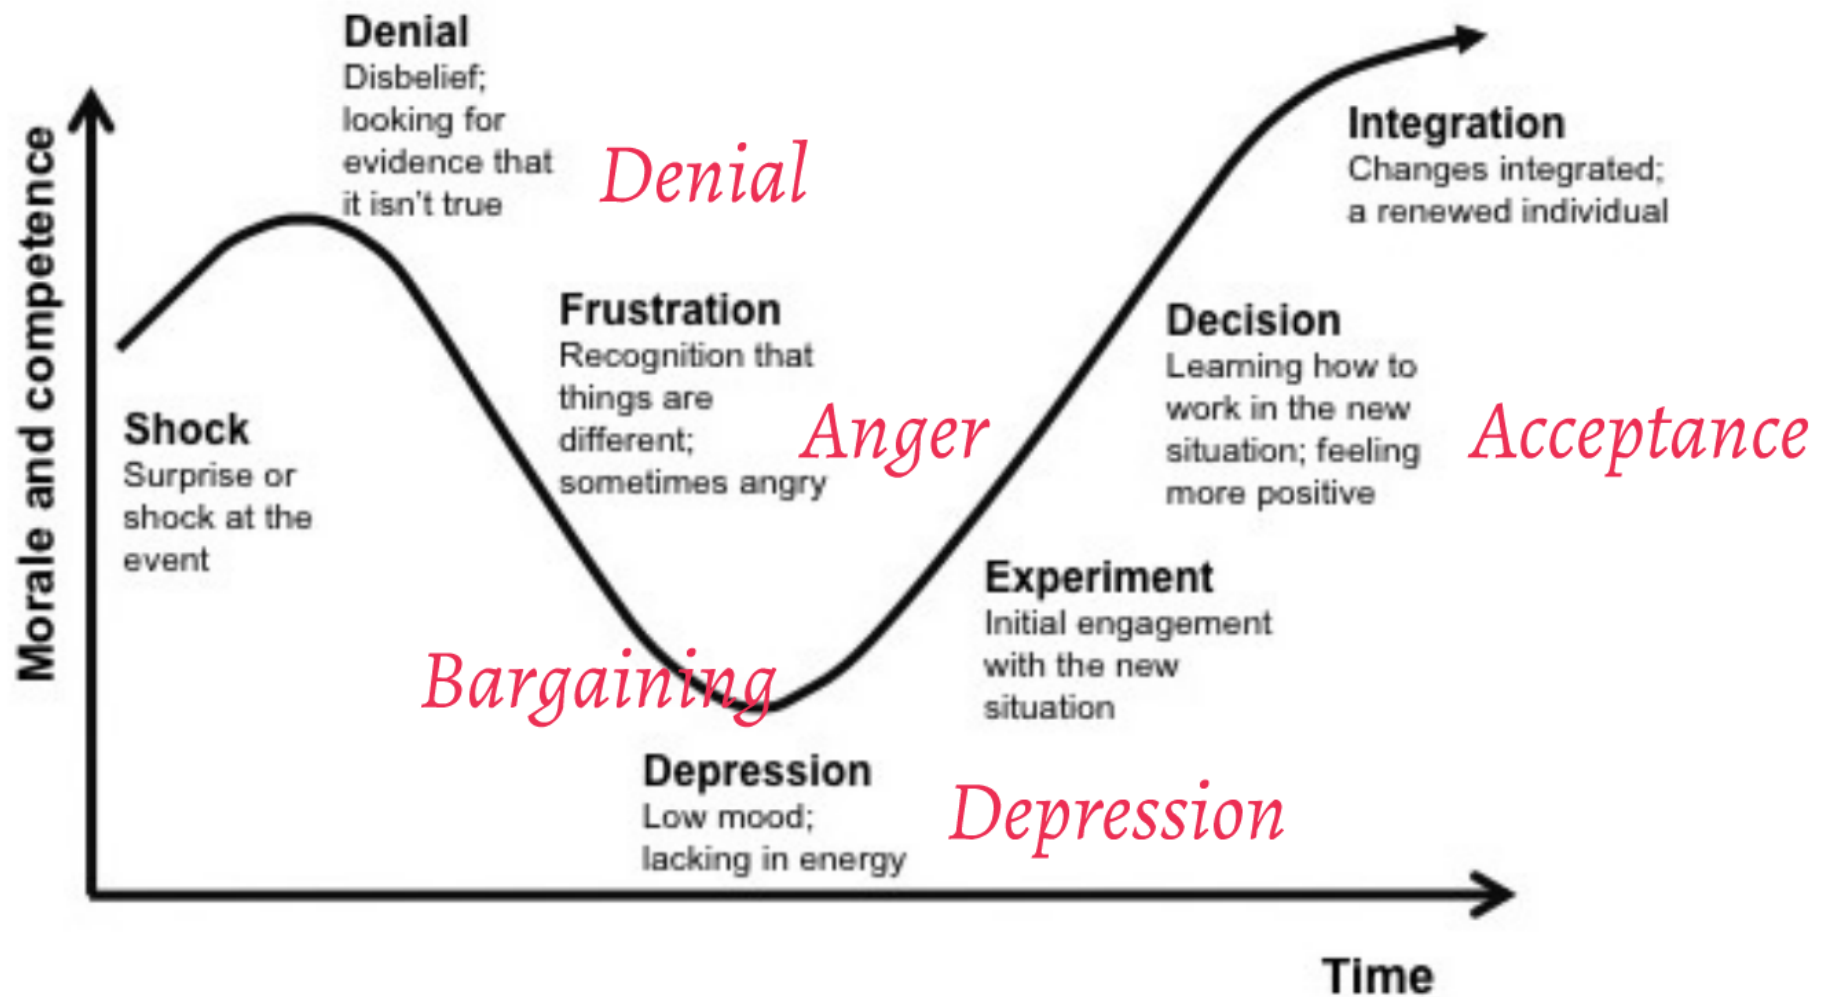 Denial
Disbelief;
looking for
evidence that
it isn't true
Denial
Morale and competence
Shock
Surprise or
shock at the
event
Frustration
Recognition that
things are
different;
sometimes angry
Anger
Bargaining
Depression
Low mood;
lacking in energy
Depression
Experiment
Initial engagement
with the new
situation
Decision
Learning how to
work in the new
situation; feeling
more positive
Acceptance
Integration
Changes integrated;
a renewed individual
Time